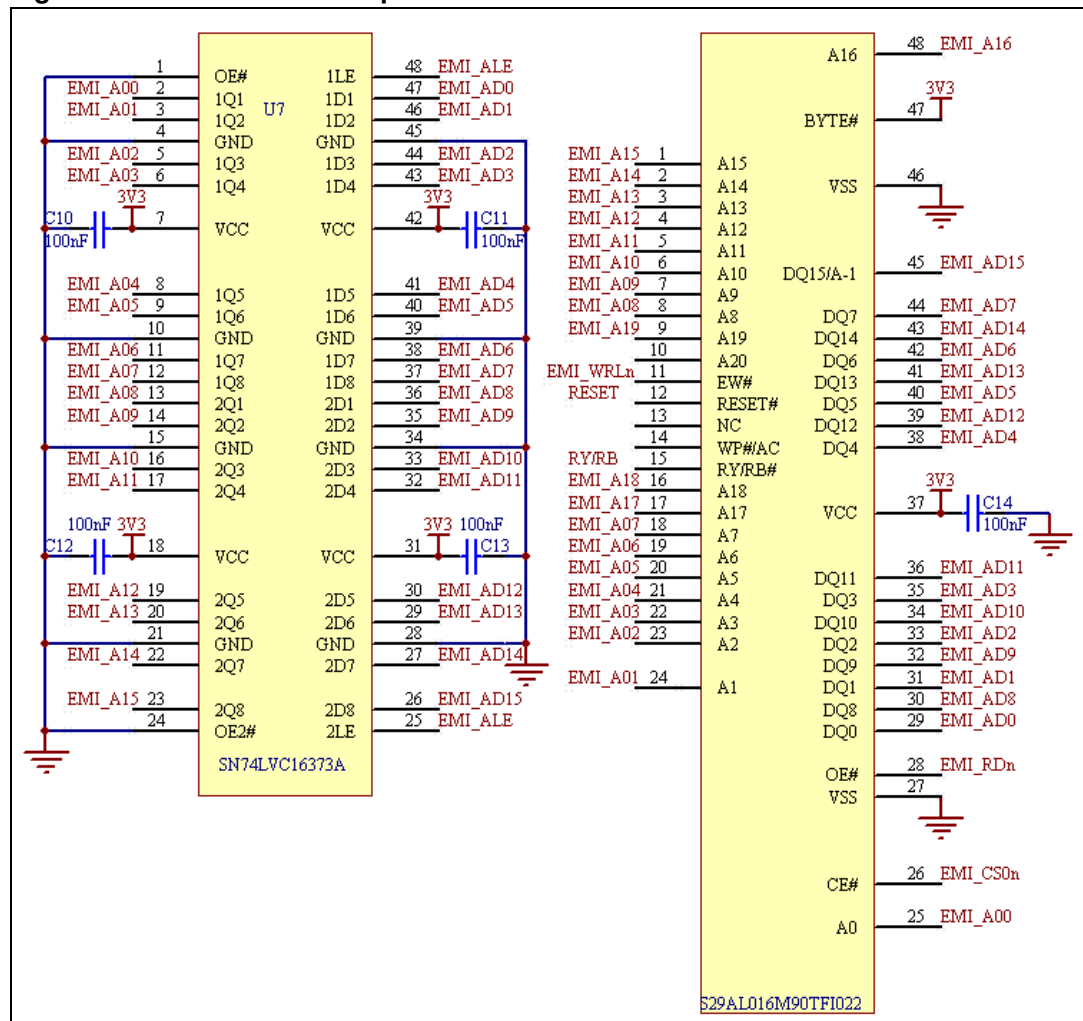 1 OE# 1LE 48 EMI_ALE
EMI_A00 2 1Q1 U7 1D1 47 EMI_AD0
EMI_A01 3 1Q2 1D2 46 EMI_AD1
4 GND GND 45
EMI_A02 5 1Q3 1D3 44 EMI_AD2
EMI_A03 6 1Q4 1D4 43 EMI_AD3
3V3 3V3
C10 7 VCC VCC 42 C11
100nF 100nF
EMI_A04 8 1Q5 1D5 41 EMI_AD4
EMI_A05 9 1Q6 1D6 40 EMI_AD5
10 GND GND 39
EMI_A06 11 1Q7 1D7 38 EMI_AD6
EMI_A07 12 1Q8 1D8 37 EMI_AD7
EMI_A08 13 2Q1 2D1 36 EMI_AD8
EMI_A09 14 2Q2 2D2 35 EMI_AD9
15 GND GND 34
EMI_A10 16 2Q3 2D3 33 EMI_AD10
EMI_A11 17 2Q4 2D4 32 EMI_AD11
100nF 3V3 3V3 100nF
C12 18 VCC VCC 31 C13
EMI_A12 19 2Q5 2D5 30 EMI_AD12
EMI_A13 20 2Q6 2D6 29 EMI_AD13
21 GND GND 28
EMI_A14 22 2Q7 2D7 27 EMI_AD14
EMI_A15 23 2Q8 2D8 26 EMI_AD15
24 OE2# 2LE 25 EMI_ALE
SN74LVC16373A
A16 48 EMI_A16
3V3
BYTE# 47
EMI_A15 1 A15
EMI_A14 2 A14 VSS 46
EMI_A13 3 A13
EMI_A12 4 A12
EMI_A11 5 A11
EMI_A10 6 A10 DQ15/A-1 45 EMI_AD15
EMI_A09 7 A9
EMI_A08 8 A8 DQ7 44 EMI_AD7
EMI_A19 9 A19 DQ14 43 EMI_AD14
10 A20 DQ6 42 EMI_AD6
EMI_WRLn 11 EW# DQ13 41 EMI_AD13
RESET 12 RESET# DQ5 40 EMI_AD5
13 NC DQ12 39 EMI_AD12
14 WP#/AC DQ4 38 EMI_AD4
RY/RB 15 RY/RB#
EMI_A18 16 A18 3V3
EMI_A17 17 A17 VCC 37 C14
100nF
EMI_A07 18 A7
EMI_A06 19 A6
EMI_A05 20 A5 DQ11 36 EMI_AD11
EMI_A04 21 A4 DQ3 35 EMI_AD3
EMI_A03 22 A3 DQ10 34 EMI_AD10
EMI_A02 23 A2 DQ2 33 EMI_AD2
DQ9 32 EMI_AD9
EMI_A01 24 A1 DQ1 31 EMI_AD1
DQ8 30 EMI_AD8
DQ0 29 EMI_AD0
OE# 28 EMI_RDn
VSS 27
CE# 26 EMI_CS0n
A0 25 EMI_A00
S29AL016M90TFI022